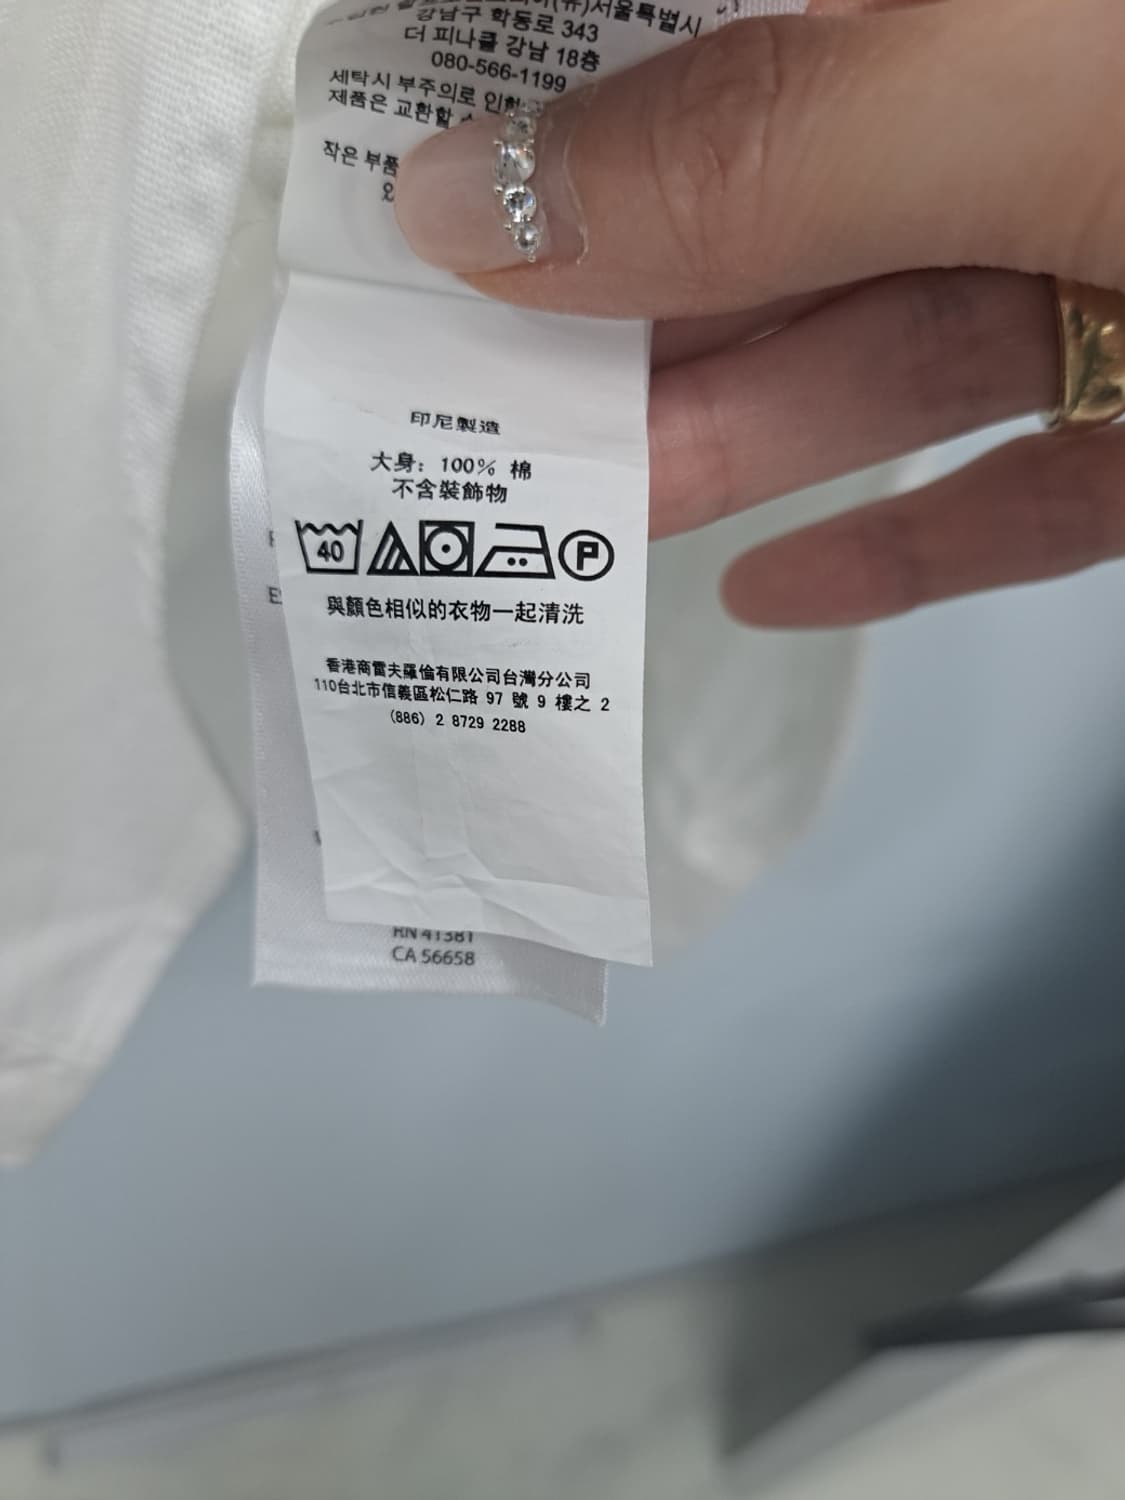 서울특별시
강남구 학동로 343
더 피나클 강남 18층
080-566-1199
세탁시 부주의로
제품은 교환할
작은 부품
印尼製造
大身: 100% 棉
不含裝飾物
40
P
與顏色相似的衣物一起清洗
香港商雷夫羅倫有限公司台灣分公司
110台北市信義區松仁路 97 號 9 樓之 2
(886) 2 8729 2288
RN 41381
CA 56658